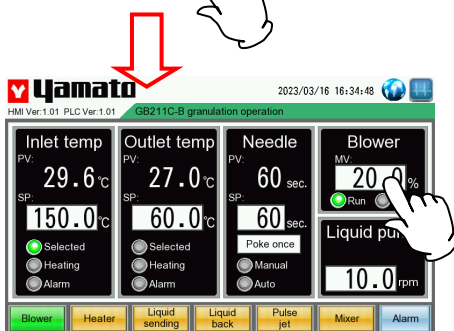 Yamato
2023/03/16 16:34:48
HMI Ver:1.01 PLC Ver:1.01
GB211C-B granulation operation
Inlet temp
PV:
29.6℃
SP:
150.0℃
Selected
Heating
Alarm
Outlet temp
PV:
27.0℃
SP:
60.0℃
Selected
Heating
Alarm
Needle
PV:
60 sec.
SP:
60 sec.
Poke once
Manual
Auto
Blower
MV:
20.0%
Run
Liquid
10.0 rpm
Blower
Heater
Liquid
sending
Liquid
back
Pulse
jet
Mixer
Alarm